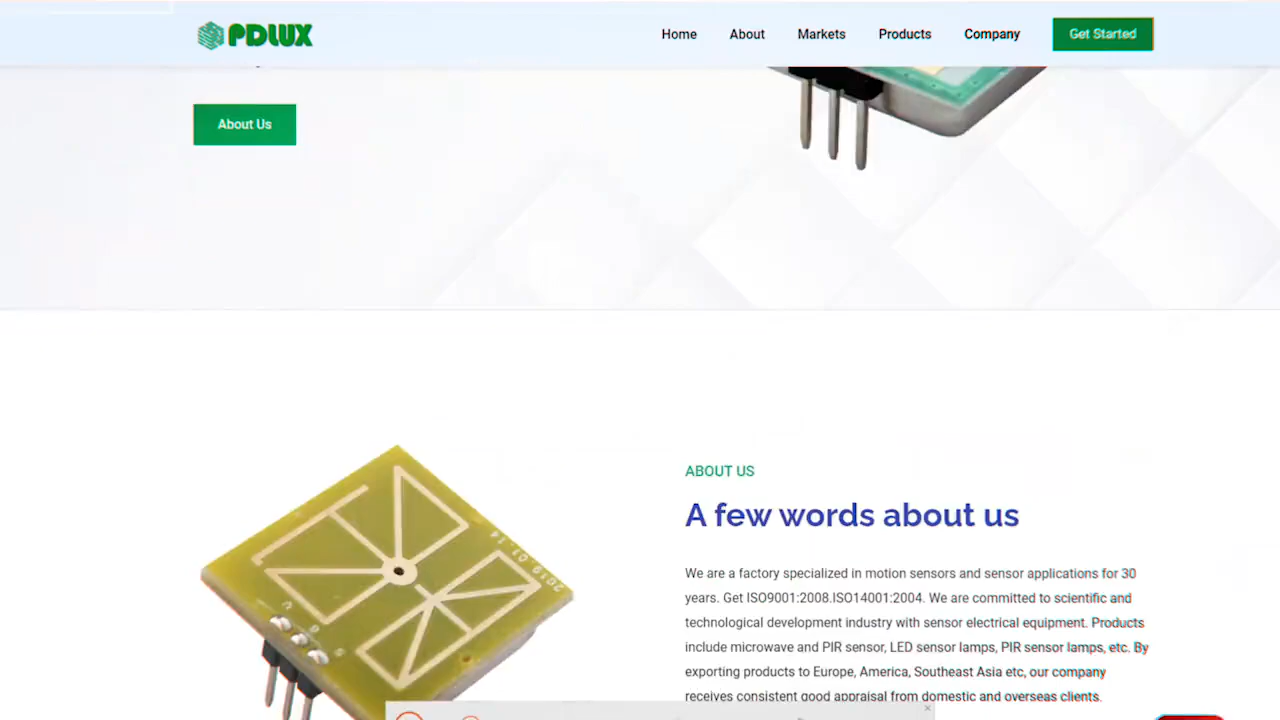 PDLUX
Home About Markets Products Company Get Started
About Us
ABOUT US
A few words about us
We are a factory specialized in motion sensors and sensor applications for 30
years. Get ISO9001:2008.ISO14001:2004. We are committed to scientific and
technological development industry with sensor electrical equipment. Products
include microwave and PIR sensor, LED sensor lamps, PIR sensor lamps, etc. By
exporting products to Europe, America, Southeast Asia etc, our company
receives consistent good appraisal from domestic and overseas clients.
2019.01.14
V
G
S